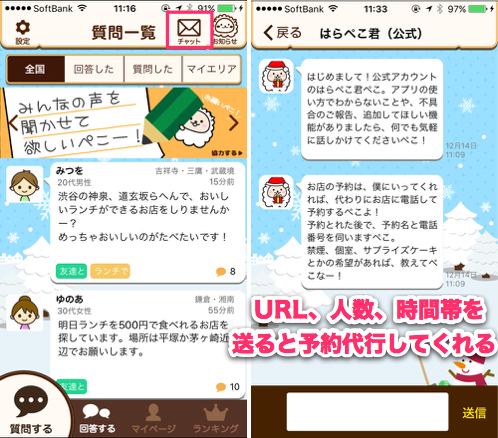 ●●●●● SoftBank 11:16 91%
設定
質問一覧
チャット
お知らせ
全国
回答した
質問した
マイエリア
みんなの声を
聞かせて
欲しいペこー!
協力する
みつを
20代男性
吉祥寺・三鷹・武蔵境
15分前
渋谷の神泉、道玄坂らへんで、おいし
いランチができるお店をしりませんか
ー?
めっちゃおいしいのがたべたいです!
友達と
ランチで
8
ゆのあ
30代女性
鎌倉・湘南
55分前
明日ランチを500円で食べれるお店を
探しています。場所は平塚か茅ヶ崎近
辺でお願いします。
友達と
10
質問する
回答する
マイページ
ランキング
●●●●● SoftBank 11:33 97%
戻る
はらぺこ君(公式)
はじめまして!公式アカウント
のはらぺこ君ぺこ。アプリの使
い方でわからないことや、不具
合のご報告、追加してほしい機
能がありましたら、何でも気軽
に話しかけてくださいぺこ!
12月14日
11:09
お店の予約は、僕にいってくれ
れば、代わりにお店に電話して
予約するぺこよ!
予約とれた後で、予約名と電話
番号を伺いますぺこ。
禁煙、個室、サプライズケーキ
とかの希望があれば、教えてぺ
こなー!
12月14日
11:09
URL、人数、時間帯を
送ると予約代行してくれる
送信